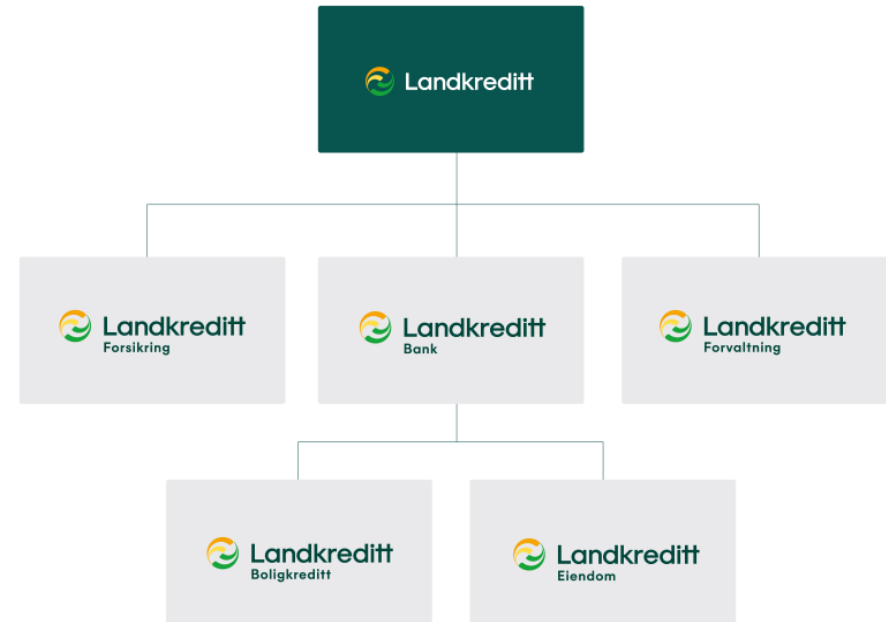 Landkreditt
Landkreditt
Forsikring
Landkreditt
Bank
Landkreditt
Forvaltning
Landkreditt
Boligkreditt
Landkreditt
Eiendom